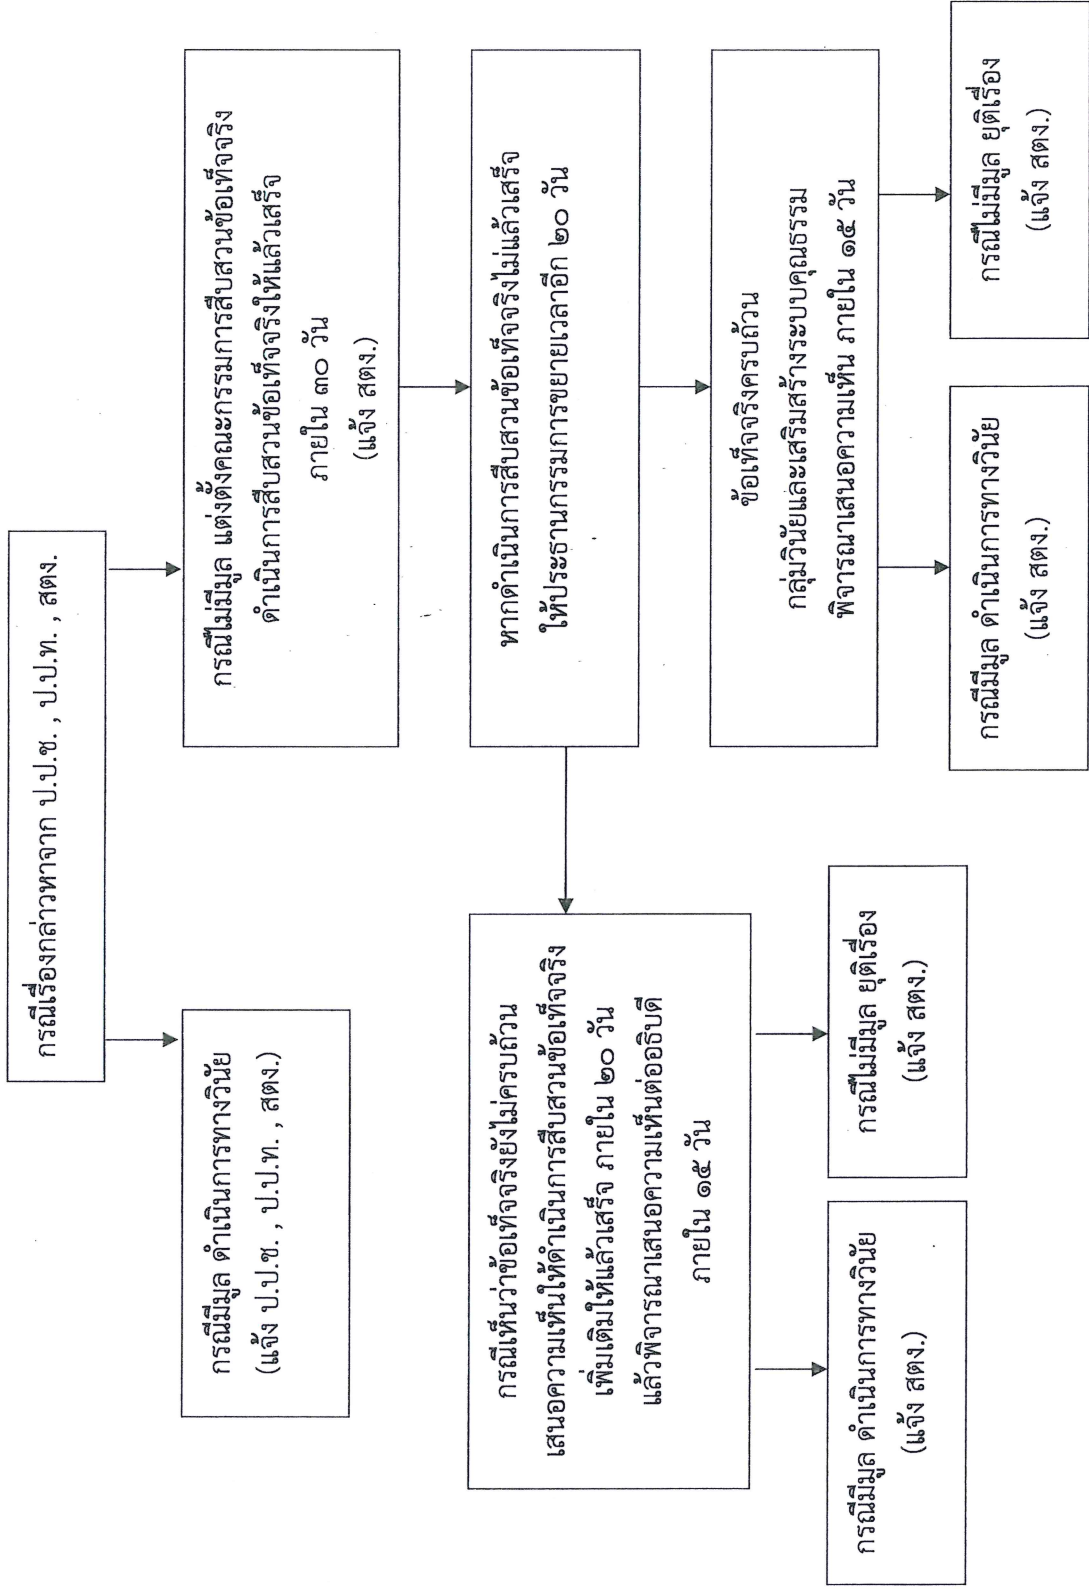 กรณีเรื่องกล่าวหาจาก ป.ป.ช. , ป.ป.ท. , สตง.
กรณีมีมูล ดำเนินการทางวินัย
(แจ้ง ป.ป.ช. , ป.ป.ท. , สตง.)
กรณีไม่มีมูล แต่งตั้งคณะกรรมการสืบสวนข้อเท็จจริง
ดำเนินการสืบสวนข้อเท็จจริงให้แล้วเสร็จ
ภายใน ๓๐ วัน
(แจ้ง สตง.)
หากดำเนินการสืบสวนข้อเท็จจริงไม่แล้วเสร็จ
ให้ประธานกรรมการขยายเวลาอีก ๒๐ วัน
กรณีเห็นว่าข้อเท็จจริงยังไม่ครบถ้วน
เสนอความเห็นให้ดำเนินการสืบสวนข้อเท็จจริง
เพิ่มเติมให้แล้วเสร็จ ภายใน ๒๐ วัน
แล้วพิจารณาเสนอความเห็นต่ออธิบดี
ภายใน ๑๕ วัน
ข้อเท็จจริงครบถ้วน
กลุ่มวินัยและเสริมสร้างระบบคุณธรรม
พิจารณาเสนอความเห็น ภายใน ๑๕ วัน
กรณีมีมูล ดำเนินการทางวินัย
(แจ้ง สตง.)
กรณีไม่มีมูล ยุติเรื่อง
(แจ้ง สตง.)
กรณีมีมูล ดำเนินการทางวินัย
(แจ้ง สตง.)
กรณีไม่มีมูล ยุติเรื่อง
(แจ้ง สตง.)